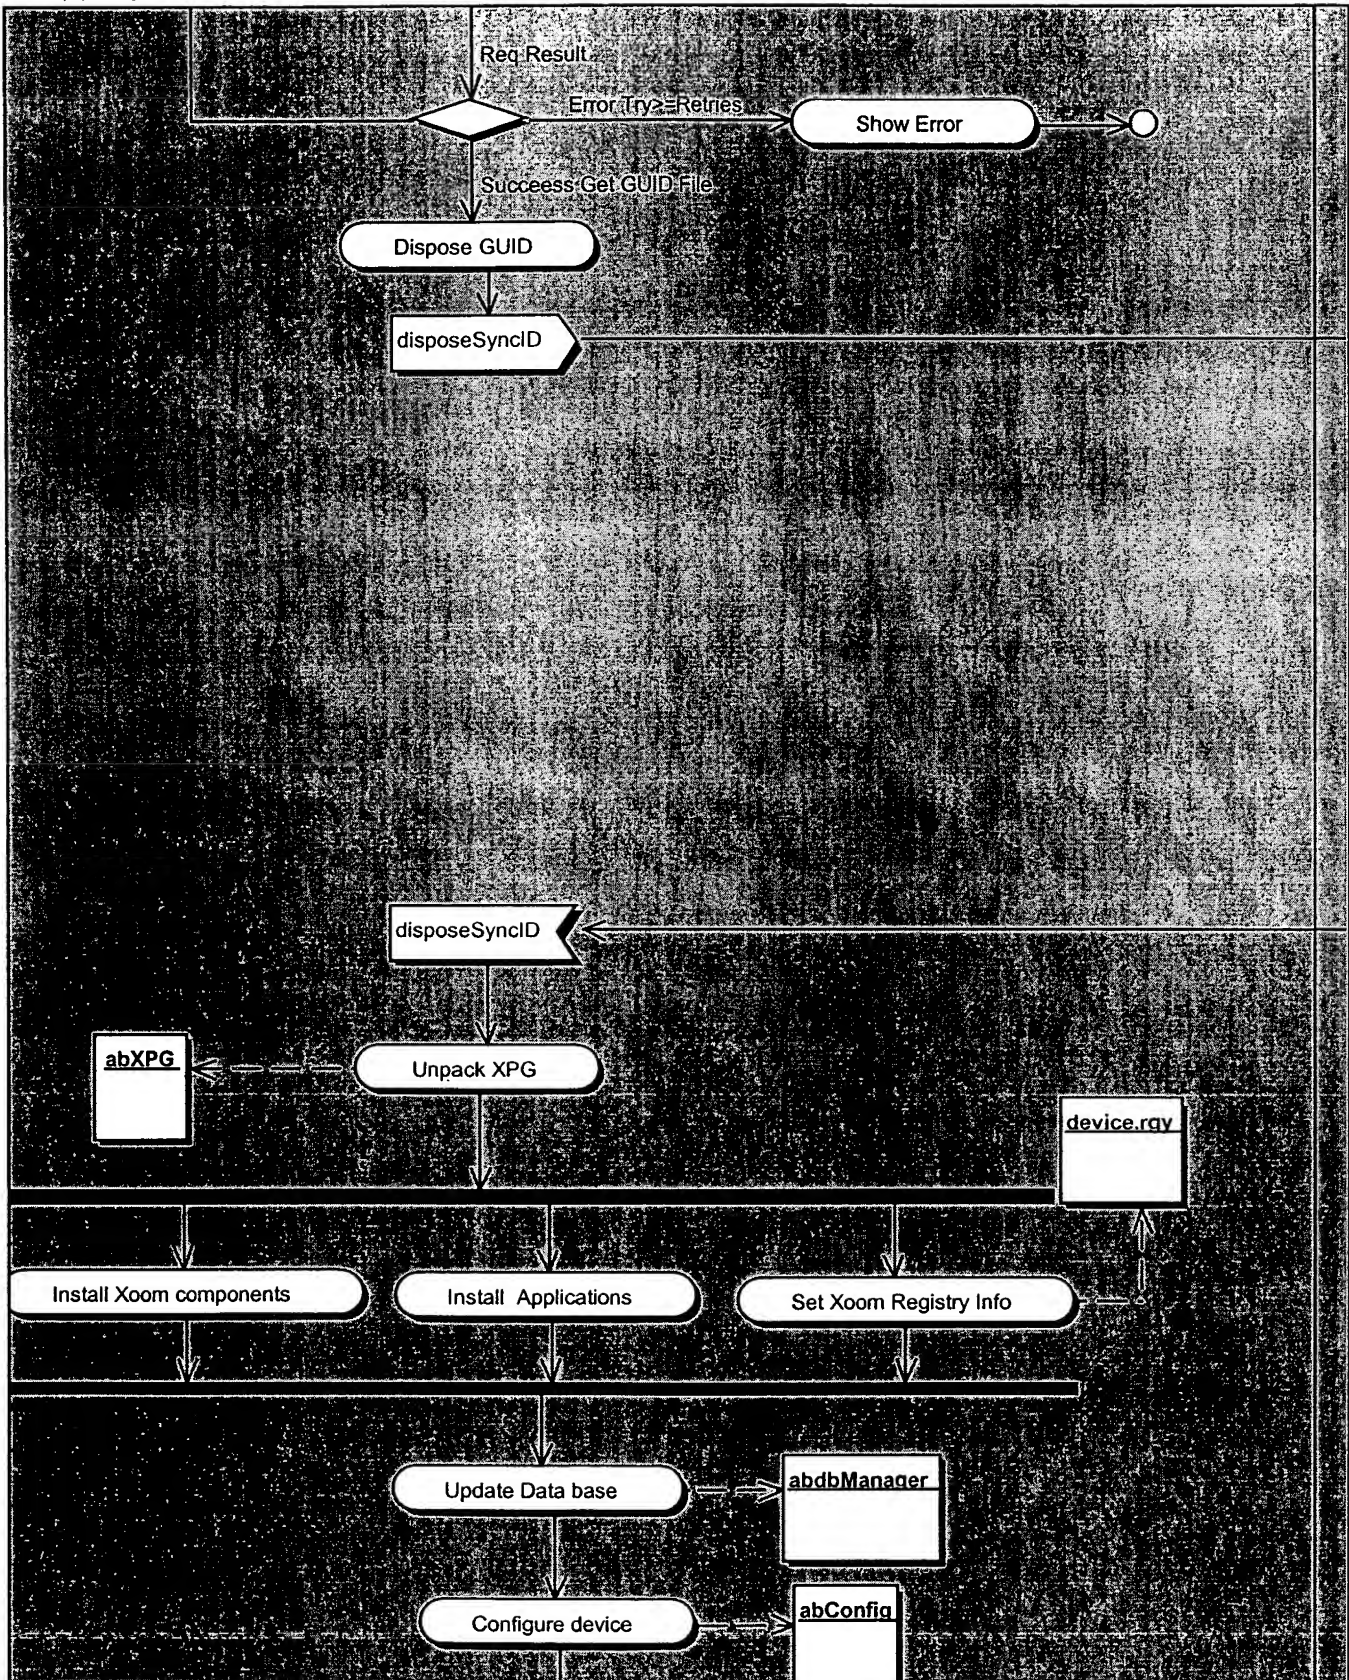 Req Result
Error Try>=Retries
Show Error
Succeess Get GUID File
Dispose GUID
disposeSyncID
disposeSyncID
abXPG
Unpack XPG
device.rgy
Install Xoom components
Install Applications
Set Xoom Registry Info
Update Data base
abdbManager
Configure device
abConfig